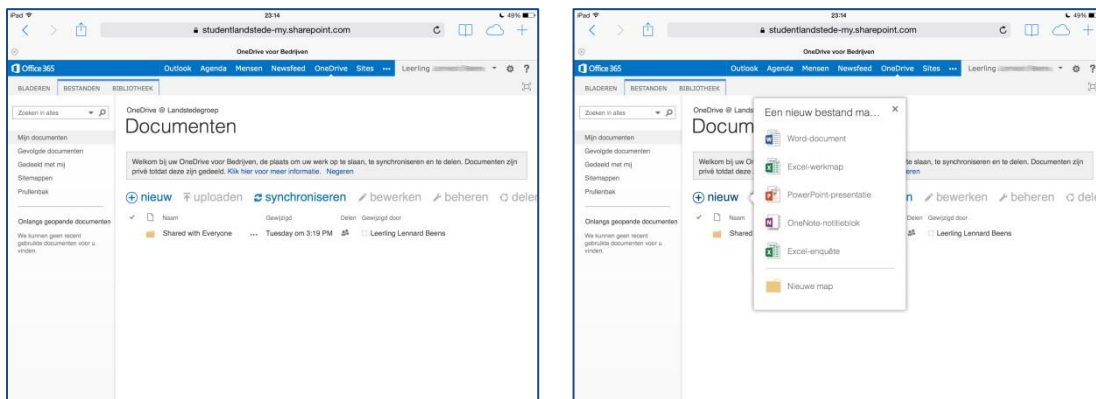 iPad 23:14 49%
studentlandstede-my.sharepoint.com
OneDrive voor Bedrijven
Office 365 Outlook Agenda Mensen Newsfeed OneDrive Sites ••• Leerling ?
BLADEREN BESTANDEN BIBLIOTHEEK
Zoeken in alles
Mijn documenten
Gevolgde documenten
Gedeeld met mij
Sitemappen
Prullenbak
Onlangs geopende documenten
We kunnen geen recent
gebruikte documenten voor u
vinden.
OneDrive @ Landstedegroep
Documenten
Welkom bij uw OneDrive voor Bedrijven, de plaats om uw werk op te slaan, te synchroniseren en te delen. Documenten zijn
privé totdat deze zijn gedeeld. Klik hier voor meer informatie. Negeren
nieuw uploaden synchroniseren bewerken beheren deler
Naam Gewijzigd Delen Gewijzigd door
Shared with Everyone ... Tuesday om 3:19 PM Leerling Lennard Beens
iPad 23:14 49%
studentlandstede-my.sharepoint.com
OneDrive voor Bedrijven
Office 365 Outlook Agenda Mensen Newsfeed OneDrive Sites ••• Leerling ?
BLADEREN BESTANDEN BIBLIOTHEEK
Zoeken in alles
Mijn documenten
Gevolgde documenten
Gedeeld met mij
Sitemappen
Prullenbak
Onlangs geopende documenten
We kunnen geen recent
gebruikte documenten voor u
vinden.
OneDrive @ Lands
Docum
Welkom bij uw On te slaan, te synchroniseren en te delen. Documenten zijn
privé totdat deze eren
nieuw n bewerken beheren dele
Naam Delen Gewijzigd door
Shared Leerling Lennard Beens
Een nieuw bestand ma... ×
Word-document
Excel-werkmap
PowerPoint-presentatie
OneNote-notitieblok
Excel-enquête
Nieuwe map